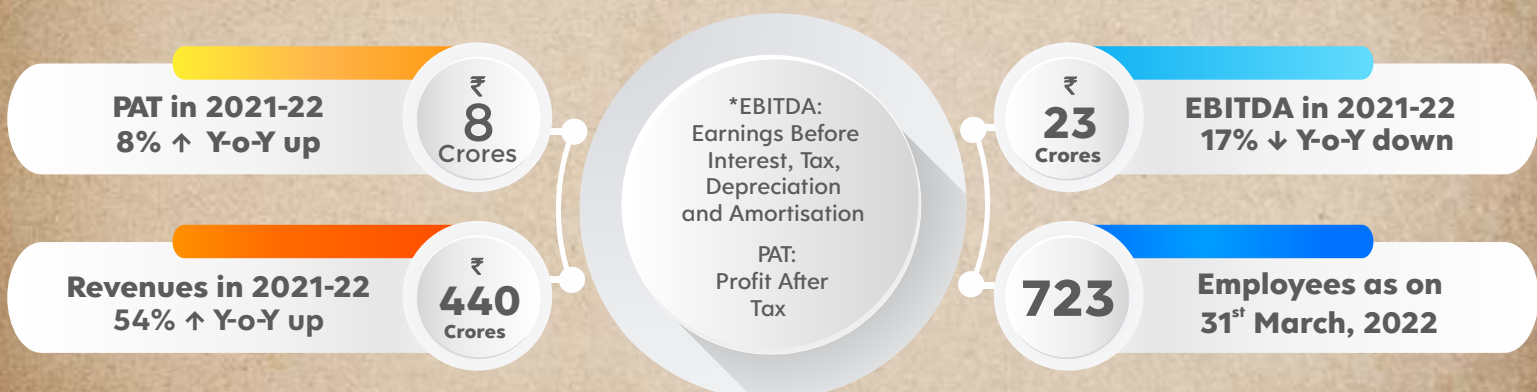 PAT in 2021-22
8% ↑ Y-o-Y up
₹
8
Crores
Revenues in 2021-22
54% ↑ Y-o-Y up
₹
440
Crores
*EBITDA:
Earnings Before
Interest, Tax,
Depreciation
and Amortisation
PAT:
Profit After
Tax
₹
23
Crores
EBITDA in 2021-22
17% ↓ Y-o-Y down
723
Employees as on
31st March, 2022